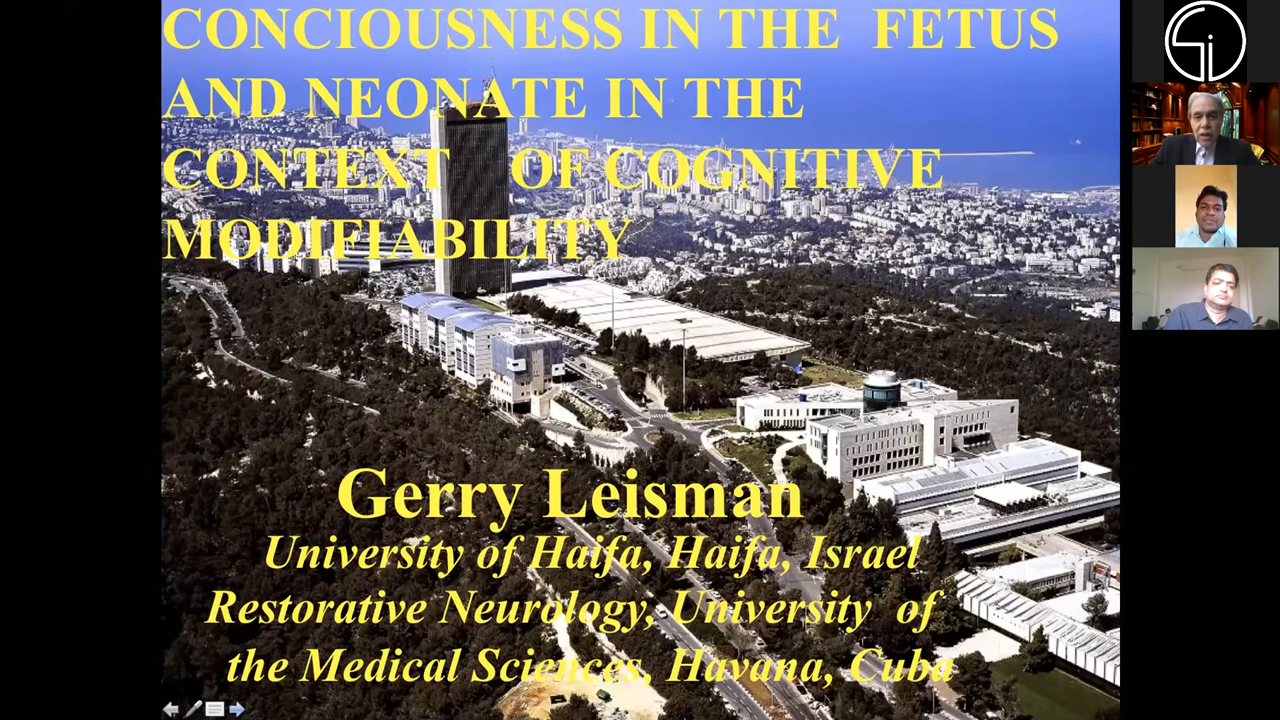 CONCIOUSNESS IN THE FETUS
AND NEONATE IN THE
CONTEXT OF COGNITIVE
MODIFIABILITY
Gerry Leisman
University of Haifa, Haifa, Israel
Restorative Neurology, University of
the Medical Sciences, Havana, Cuba